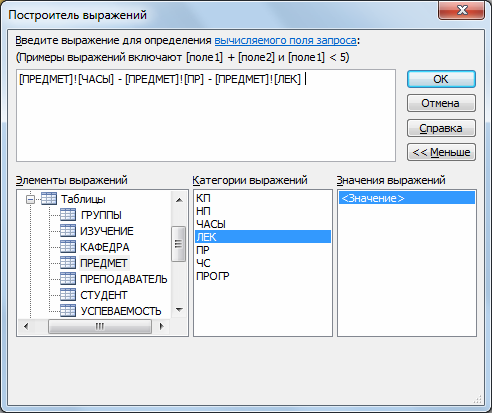 Построитель выражений
Введите выражение для определения вычисляемого поля запроса:
(Примеры выражений включают [поле1] + [поле2] и [поле1] < 5)
[ПРЕДМЕТ]![ЧАСЫ] - [ПРЕДМЕТ]![ПР] - [ПРЕДМЕТ]![ЛЕК]
ОК
Отмена
Справка
<< Меньше
Элементы выражений
Таблицы
ГРУППЫ
ИЗУЧЕНИЕ
КАФЕДРА
ПРЕДМЕТ
ПРЕПОДАВАТЕЛЬ
СТУДЕНТ
УСПЕВАЕМОСТЬ
Категории выражений
КП
НП
ЧАСЫ
ЛЕК
ПР
ЧС
ПРОГР
Значения выражений
<Значение>